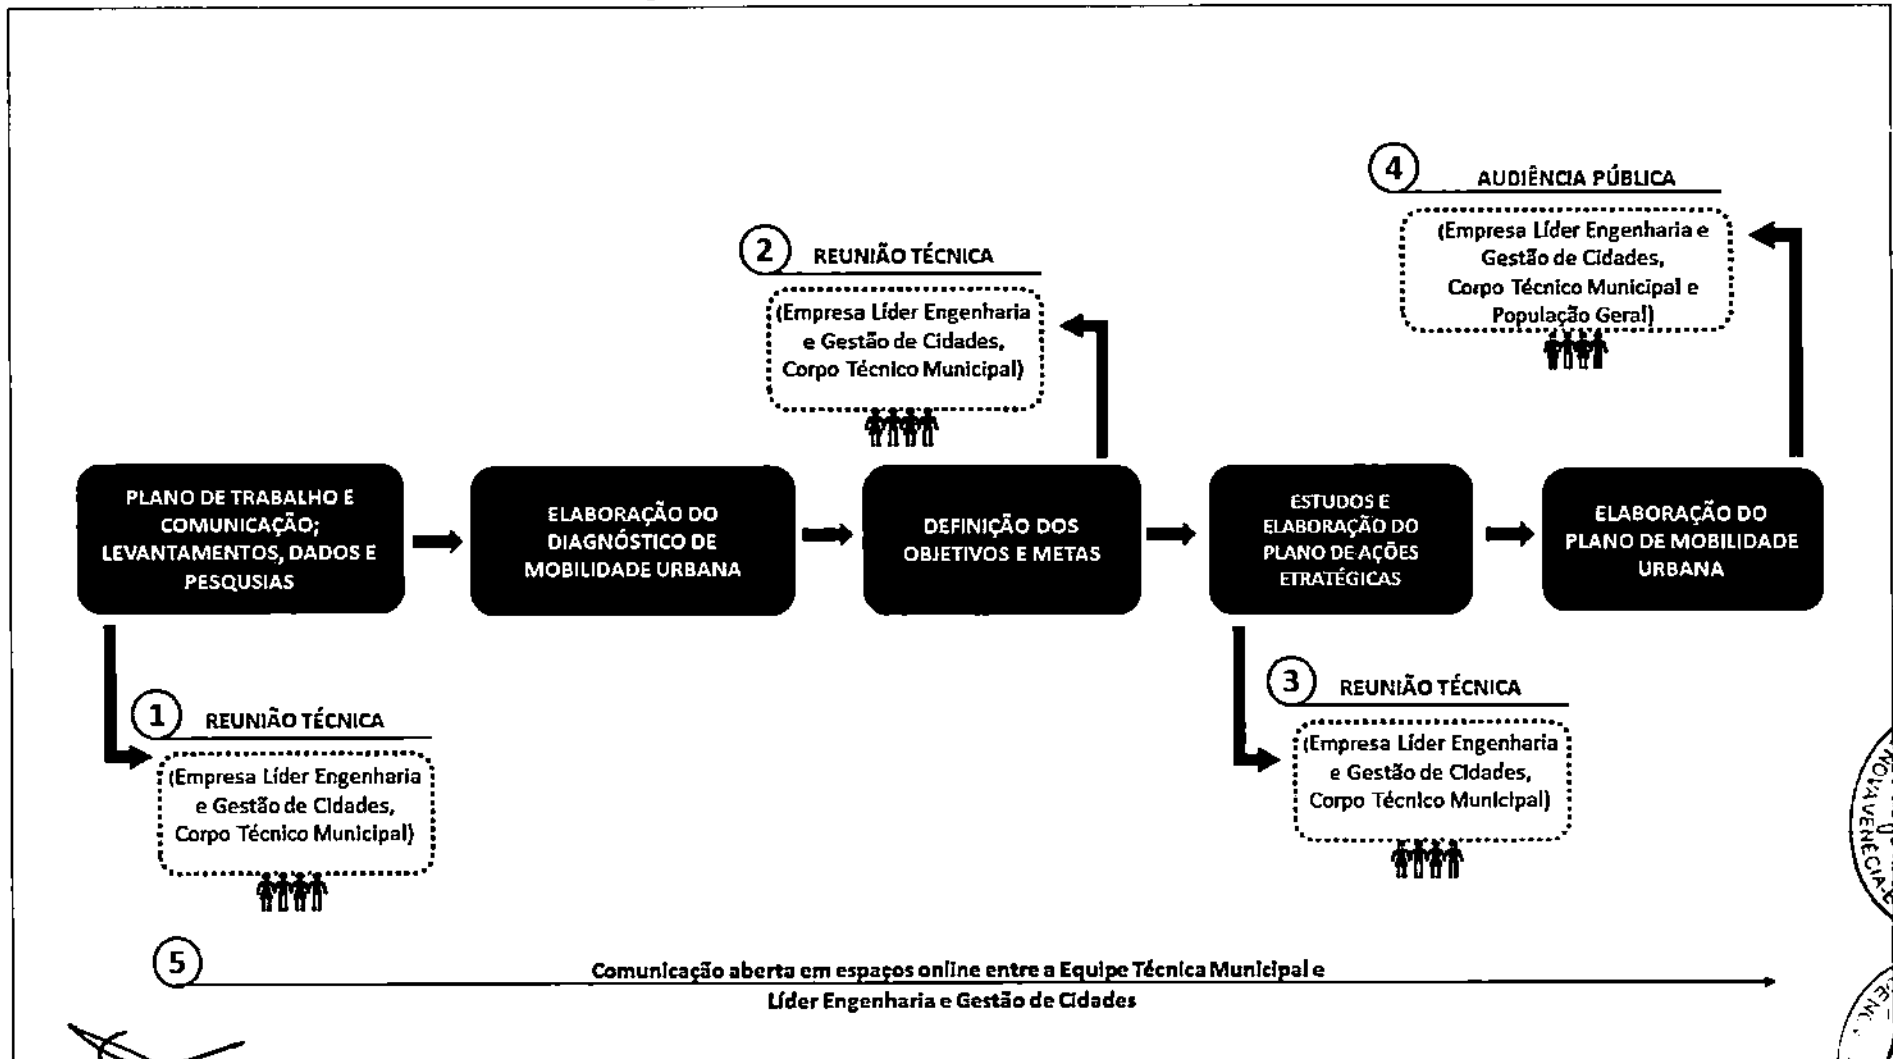 4
AUDIÊNCIA PÚBLICA
(Empresa Líder Engenharia e
Gestão de Cidades,
Corpo Técnico Municipal e
População Geral)
2
REUNIÃO TÉCNICA
(Empresa Líder Engenharia
e Gestão de Cidades,
Corpo Técnico Municipal)
PLANO DE TRABALHO E
COMUNICAÇÃO;
LEVANTAMENTOS, DADOS E
PESQUSIAS
ELABORAÇÃO DO
DIAGNÓSTICO DE
MOBILIDADE URBANA
DEFINIÇÃO DOS
OBJETIVOS E METAS
ESTUDOS E
ELABORAÇÃO DO
PLANO DE AÇÕES
ETRATÉGICAS
ELABORAÇÃO DO
PLANO DE MOBILIDADE
URBANA
1
REUNIÃO TÉCNICA
(Empresa Líder Engenharia
e Gestão de Cidades,
Corpo Técnico Municipal)
3
REUNIÃO TÉCNICA
(Empresa Líder Engenharia
e Gestão de Cidades,
Corpo Técnico Municipal)
NOVA VENÉCIA-E
5
Comunicação aberta em espaços online entre a Equipe Técnica Municipal e
Líder Engenharia e Gestão de Cidades